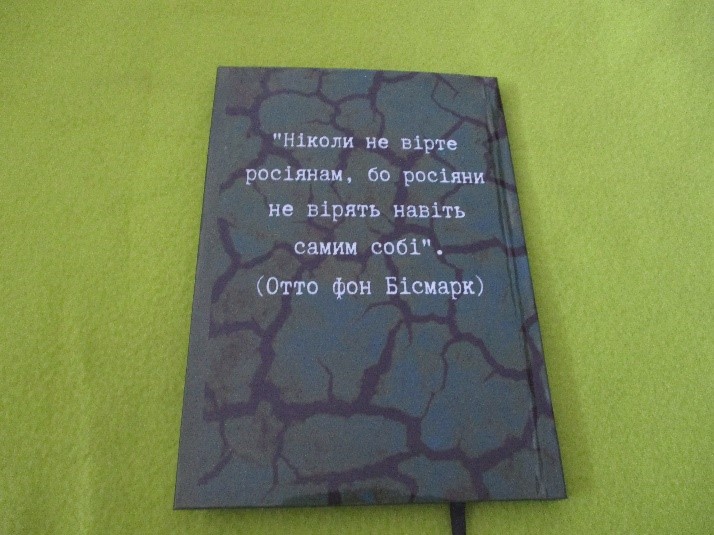 "Ніколи не вірте
росіянам, бо росіяни
не вірять навіть
самим собі".
(Отто фон Бісмарк)